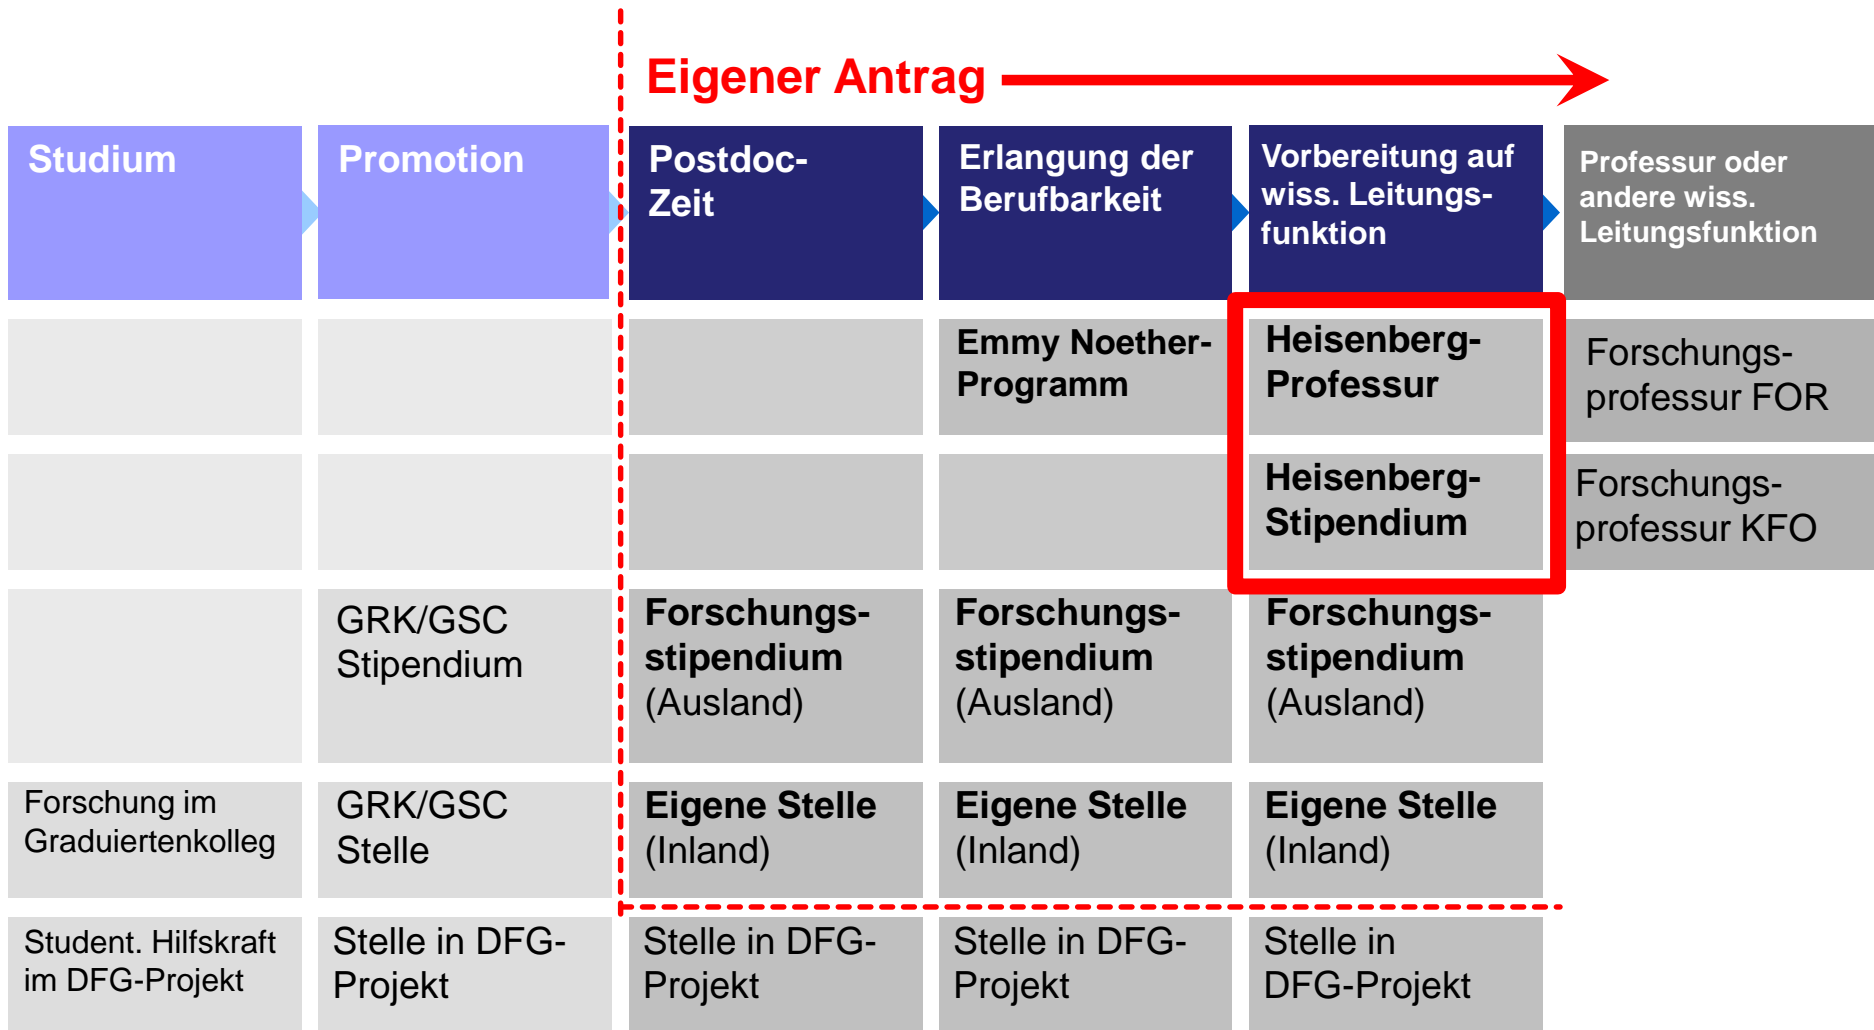 Eigener Antrag
Studium
Promotion
Postdoc-
Zeit
Erlangung der
Berufbarkeit
Vorbereitung auf
wiss. Leitungs-
funktion
Professur oder
andere wiss.
Leitungsfunktion
Emmy Noether-
Programm
Heisenberg-
Professur
Forschungs-
professur FOR
Heisenberg-
Stipendium
Forschungs-
professur KFO
GRK/GSC
Stipendium
Forschungs-
stipendium
(Ausland)
Forschungs-
stipendium
(Ausland)
Forschungs-
stipendium
(Ausland)
Forschung im
Graduiertenkolleg
GRK/GSC
Stelle
Eigene Stelle
(Inland)
Eigene Stelle
(Inland)
Eigene Stelle
(Inland)
Student. Hilfskraft
im DFG-Projekt
Stelle in DFG-
Projekt
Stelle in DFG-
Projekt
Stelle in DFG-
Projekt
Stelle in
DFG-Projekt